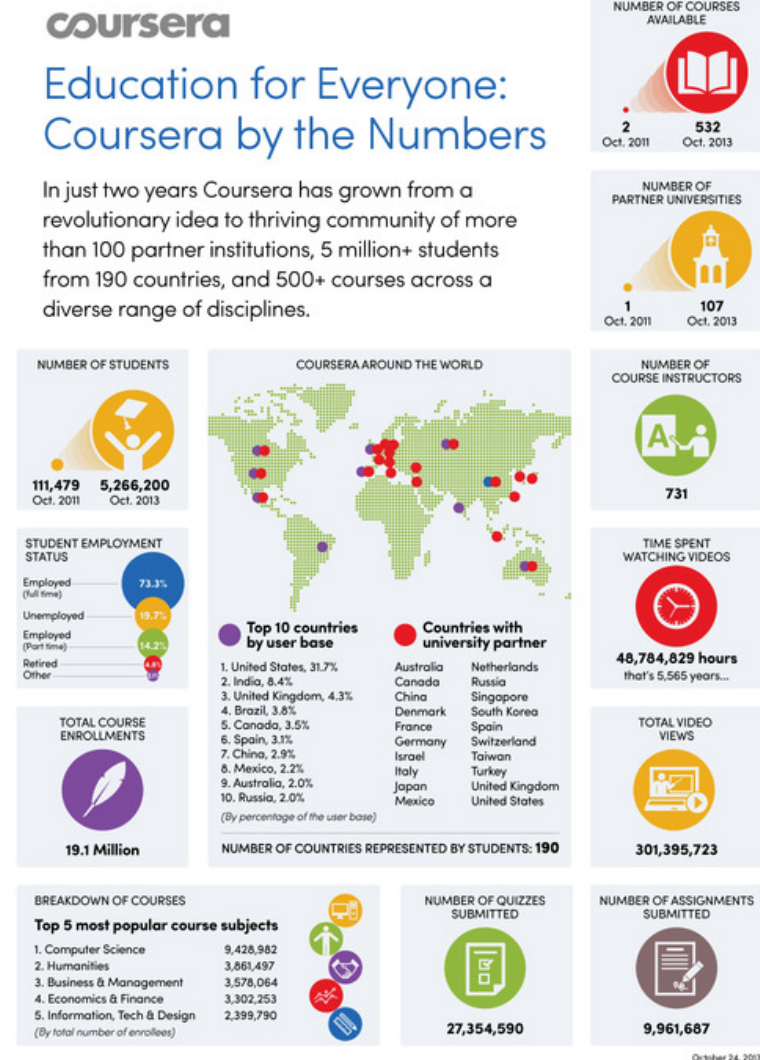 coursera
Education for Everyone:
Coursera by the Numbers
In just two years Coursera has grown from a
revolutionary idea to thriving community of more
than 100 partner institutions, 5 million+ students
from 190 countries, and 500+ courses across a
diverse range of disciplines.
NUMBER OF COURSES
AVAILABLE
2
Oct. 2011
532
Oct. 2013
NUMBER OF
PARTNER UNIVERSITIES
1
Oct. 2011
107
Oct. 2013
NUMBER OF STUDENTS
111,479
Oct. 2011
5,266,200
Oct. 2013
STUDENT EMPLOYMENT
STATUS
Employed
(full time)
73.3%
Unemployed
19.7%
Employed
(Part time)
14.2%
Retired
4.8%
Other
TOTAL COURSE
ENROLLMENTS
19.1 Million
COURSERA AROUND THE WORLD
Top 10 countries
by user base
1. United States, 31.7%
2. India, 8.4%
3. United Kingdom, 4.3%
4. Brazil, 3.8%
5. Canada, 3.5%
6. Spain, 3.1%
7. China, 2.9%
8. Mexico, 2.2%
9. Australia, 2.0%
10. Russia, 2.0%
(By percentage of the user base)
Countries with
university partner
Australia
Canada
China
Denmark
France
Germany
Israel
Italy
Japan
Mexico
Netherlands
Russia
Singapore
South Korea
Spain
Switzerland
Taiwan
Turkey
United Kingdom
United States
NUMBER OF COUNTRIES REPRESENTED BY STUDENTS: 190
NUMBER OF
COURSE INSTRUCTORS
A
731
TIME SPENT
WATCHING VIDEOS
48,784,829 hours
that's 5,565 years...
TOTAL VIDEO
VIEWS
301,395,723
BREAKDOWN OF COURSES
Top 5 most popular course subjects
1. Computer Science 9,428,982
2. Humanities 3,861,497
3. Business & Management 3,578,064
4. Economics & Finance 3,302,253
5. Information, Tech & Design 2,399,790
(By total number of enrollees)
NUMBER OF QUIZZES
SUBMITTED
27,354,590
NUMBER OF ASSIGNMENTS
SUBMITTED
9,961,687
October 24, 2013